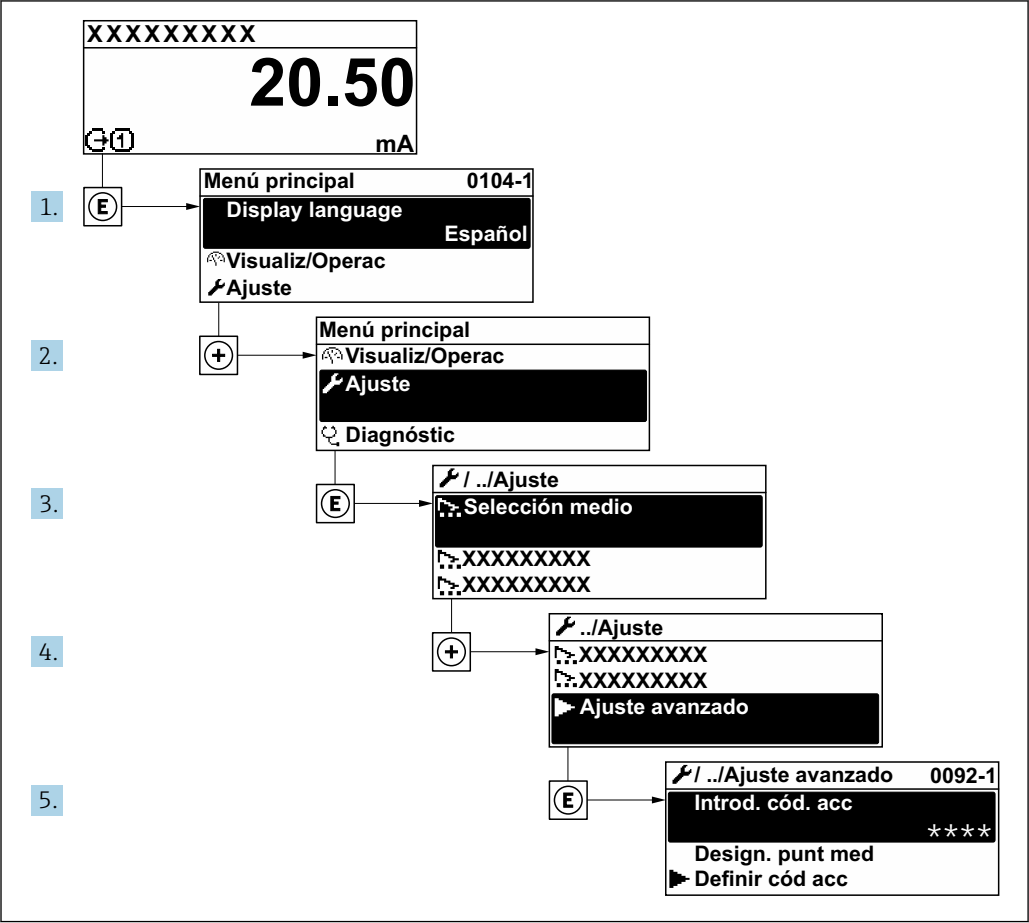 XXXXXXXXX
20.50
1 mA
Menú principal 0104-1
1. E Display language
Español
Visualiz/Operac
Ajuste
Menú principal
2. + Visualiz/Operac
Ajuste
Diagnóstic
/ ../Ajuste
3. E Selección medio
XXXXXXXXX
XXXXXXXXX
../Ajuste
4. + XXXXXXXXX
XXXXXXXXX
Ajuste avanzado
/ ../Ajuste avanzado 0092-1
5. E Introd. cód. acc
****
Design. punt med
Definir cód acc